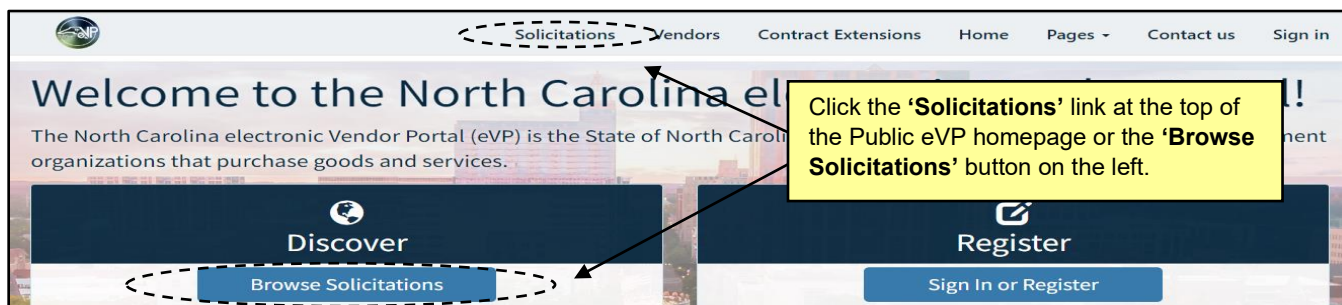 eVP
Solicitations Vendors Contract Extensions Home Pages Contact us Sign in
Welcome to the North Carolina el l!
The North Carolina electronic Vendor Portal (eVP) is the State of North Caroli nent
organizations that purchase goods and services.
Click the ‘Solicitations’ link at the top of
the Public eVP homepage or the ‘Browse
Solicitations’ button on the left.
Discover
Register
Browse Solicitations
Sign In or Register